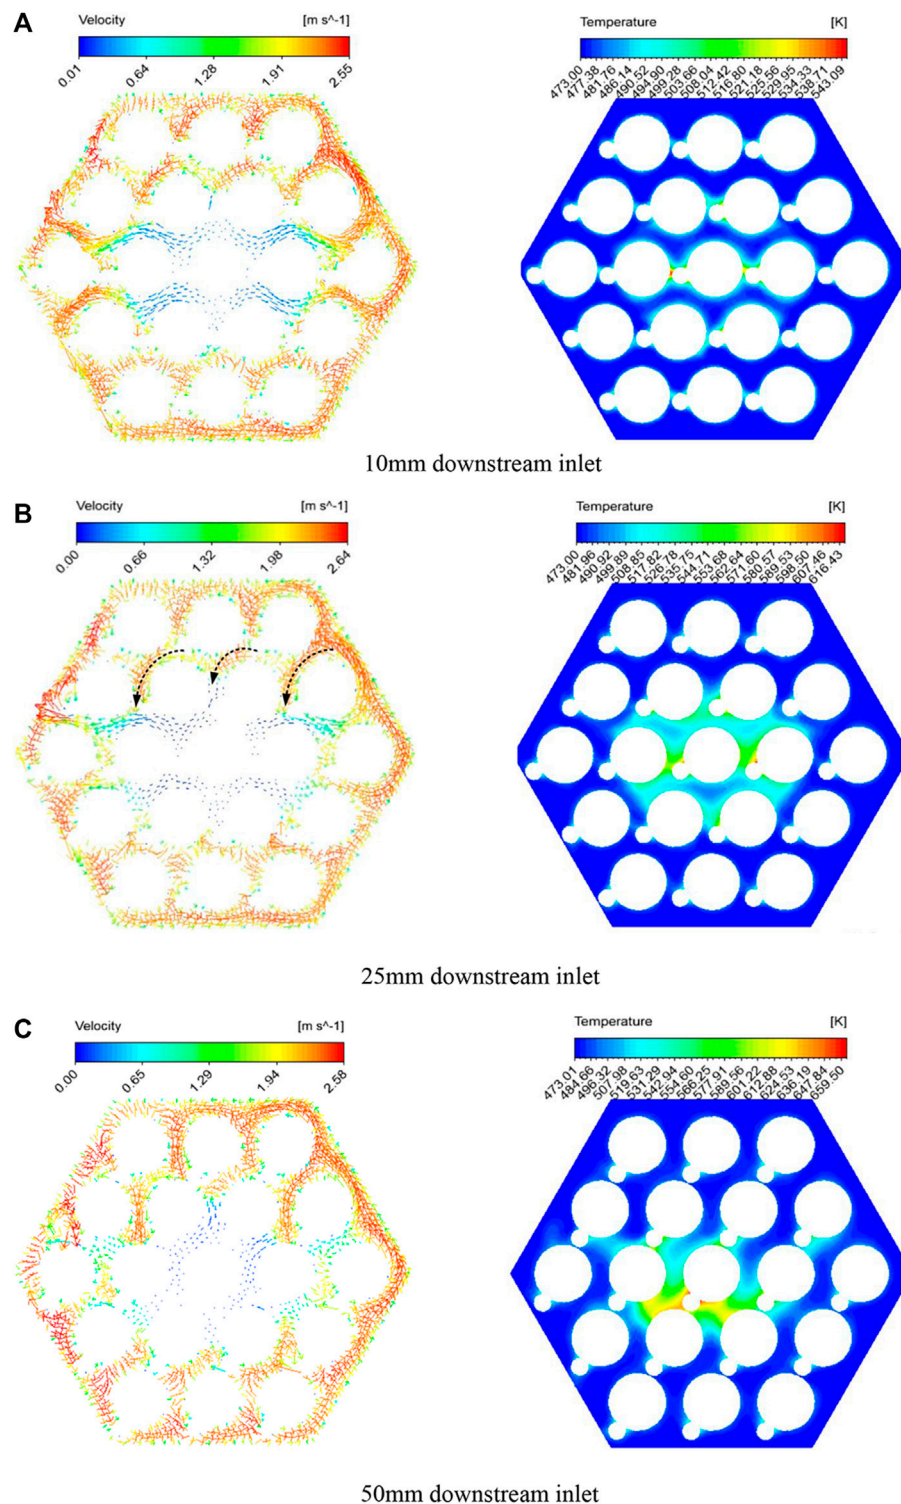 A
Velocity [m s^-1]
0.01 0.64 1.28 1.91 2.55
Temperature [K]
473.00 477.38 481.76 486.14 490.52 494.90 499.28 503.66 508.04 512.42 516.80 521.18 525.56 529.95 534.33 538.71 543.09
10mm downstream inlet
B
Velocity [m s^-1]
0.00 0.66 1.32 1.98 2.64
Temperature [K]
473.00 481.96 490.92 499.89 508.85 517.82 526.78 535.75 544.71 553.68 562.64 571.60 580.57 589.53 598.50 607.46 616.43
25mm downstream inlet
C
Velocity [m s^-1]
0.00 0.65 1.29 1.94 2.58
Temperature [K]
473.01 484.66 496.32 507.98 519.63 531.29 542.94 554.60 566.25 577.91 589.56 601.22 612.88 624.53 636.19 647.84 659.50
50mm downstream inlet